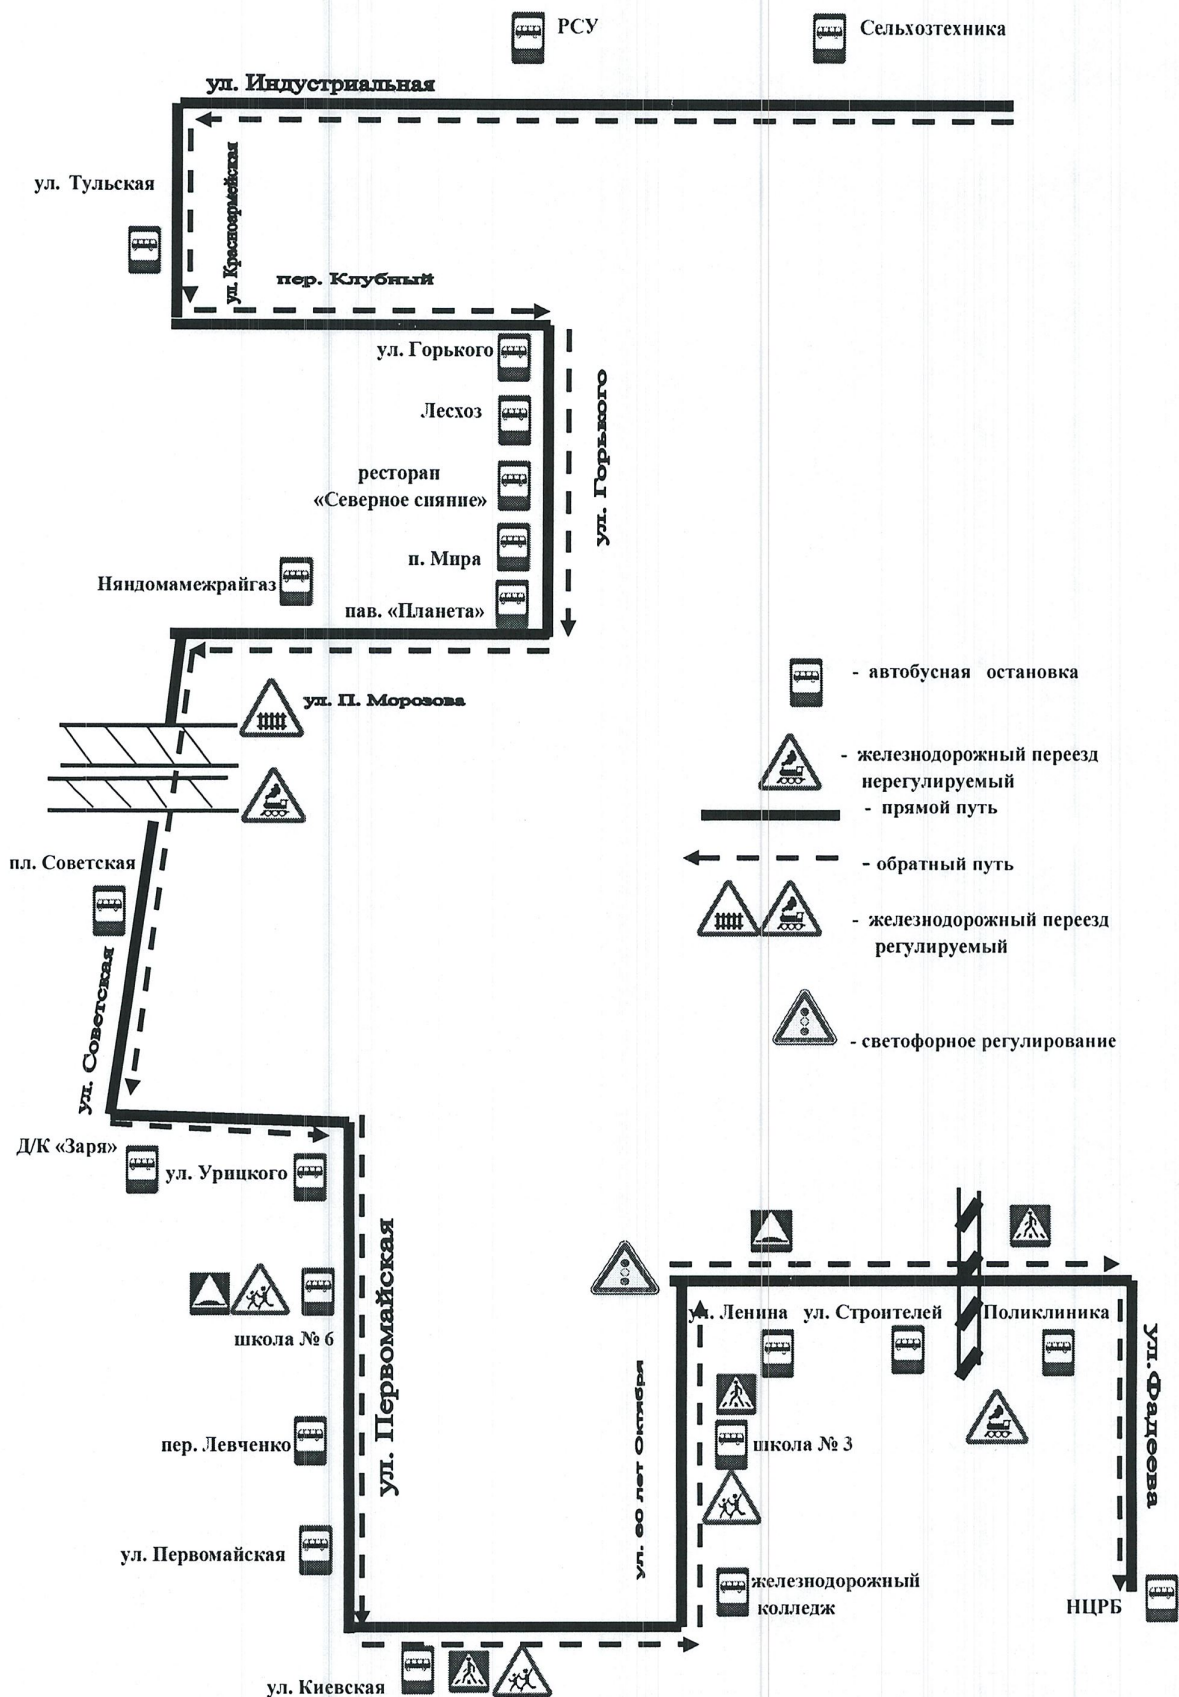 РСУ
Сельхозтехника
ул. Индустриальная
ул. Тульская
ул. Красноармейская
пер. Клубный
ул. Горького
Лесхоз
ресторан
«Северное сияние»
ул. Горького
п. Мира
Няндомамежрайгаз
пав. «Планета»
ул. П. Морозова
- автобусная остановка
- железнодорожный переезд
нерегулируемый
- прямой путь
пл. Советская
- обратный путь
- железнодорожный переезд
регулируемый
ул. Советская
- светофорное регулирование
Д/К «Заря»
ул. Урицкого
школа № 6
ул. Первомайская
пер. Левченко
ул. Первомайская
ул. Киевская
ул. 60 лет Октября
ул. Ленина
ул. Строителей
Поликлиника
школа № 3
железнодорожный
колледж
ул.Фадеева
НЦРБ